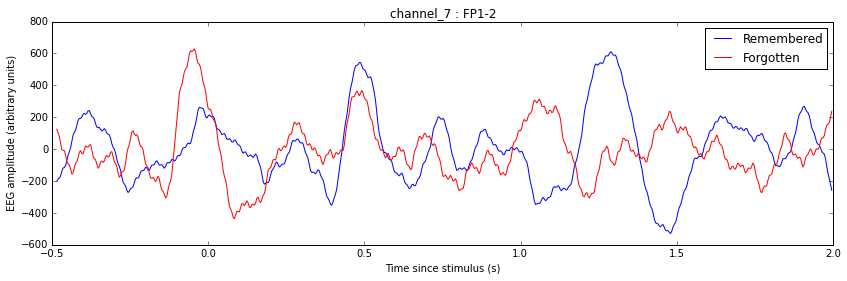 channel_7 : FP1-2
EEG amplitude (arbitrary units)
800
600
400
200
0
−200
−400
−600
Remembered
Forgotten
−0.5
0.0
0.5
1.0
1.5
2.0
Time since stimulus (s)